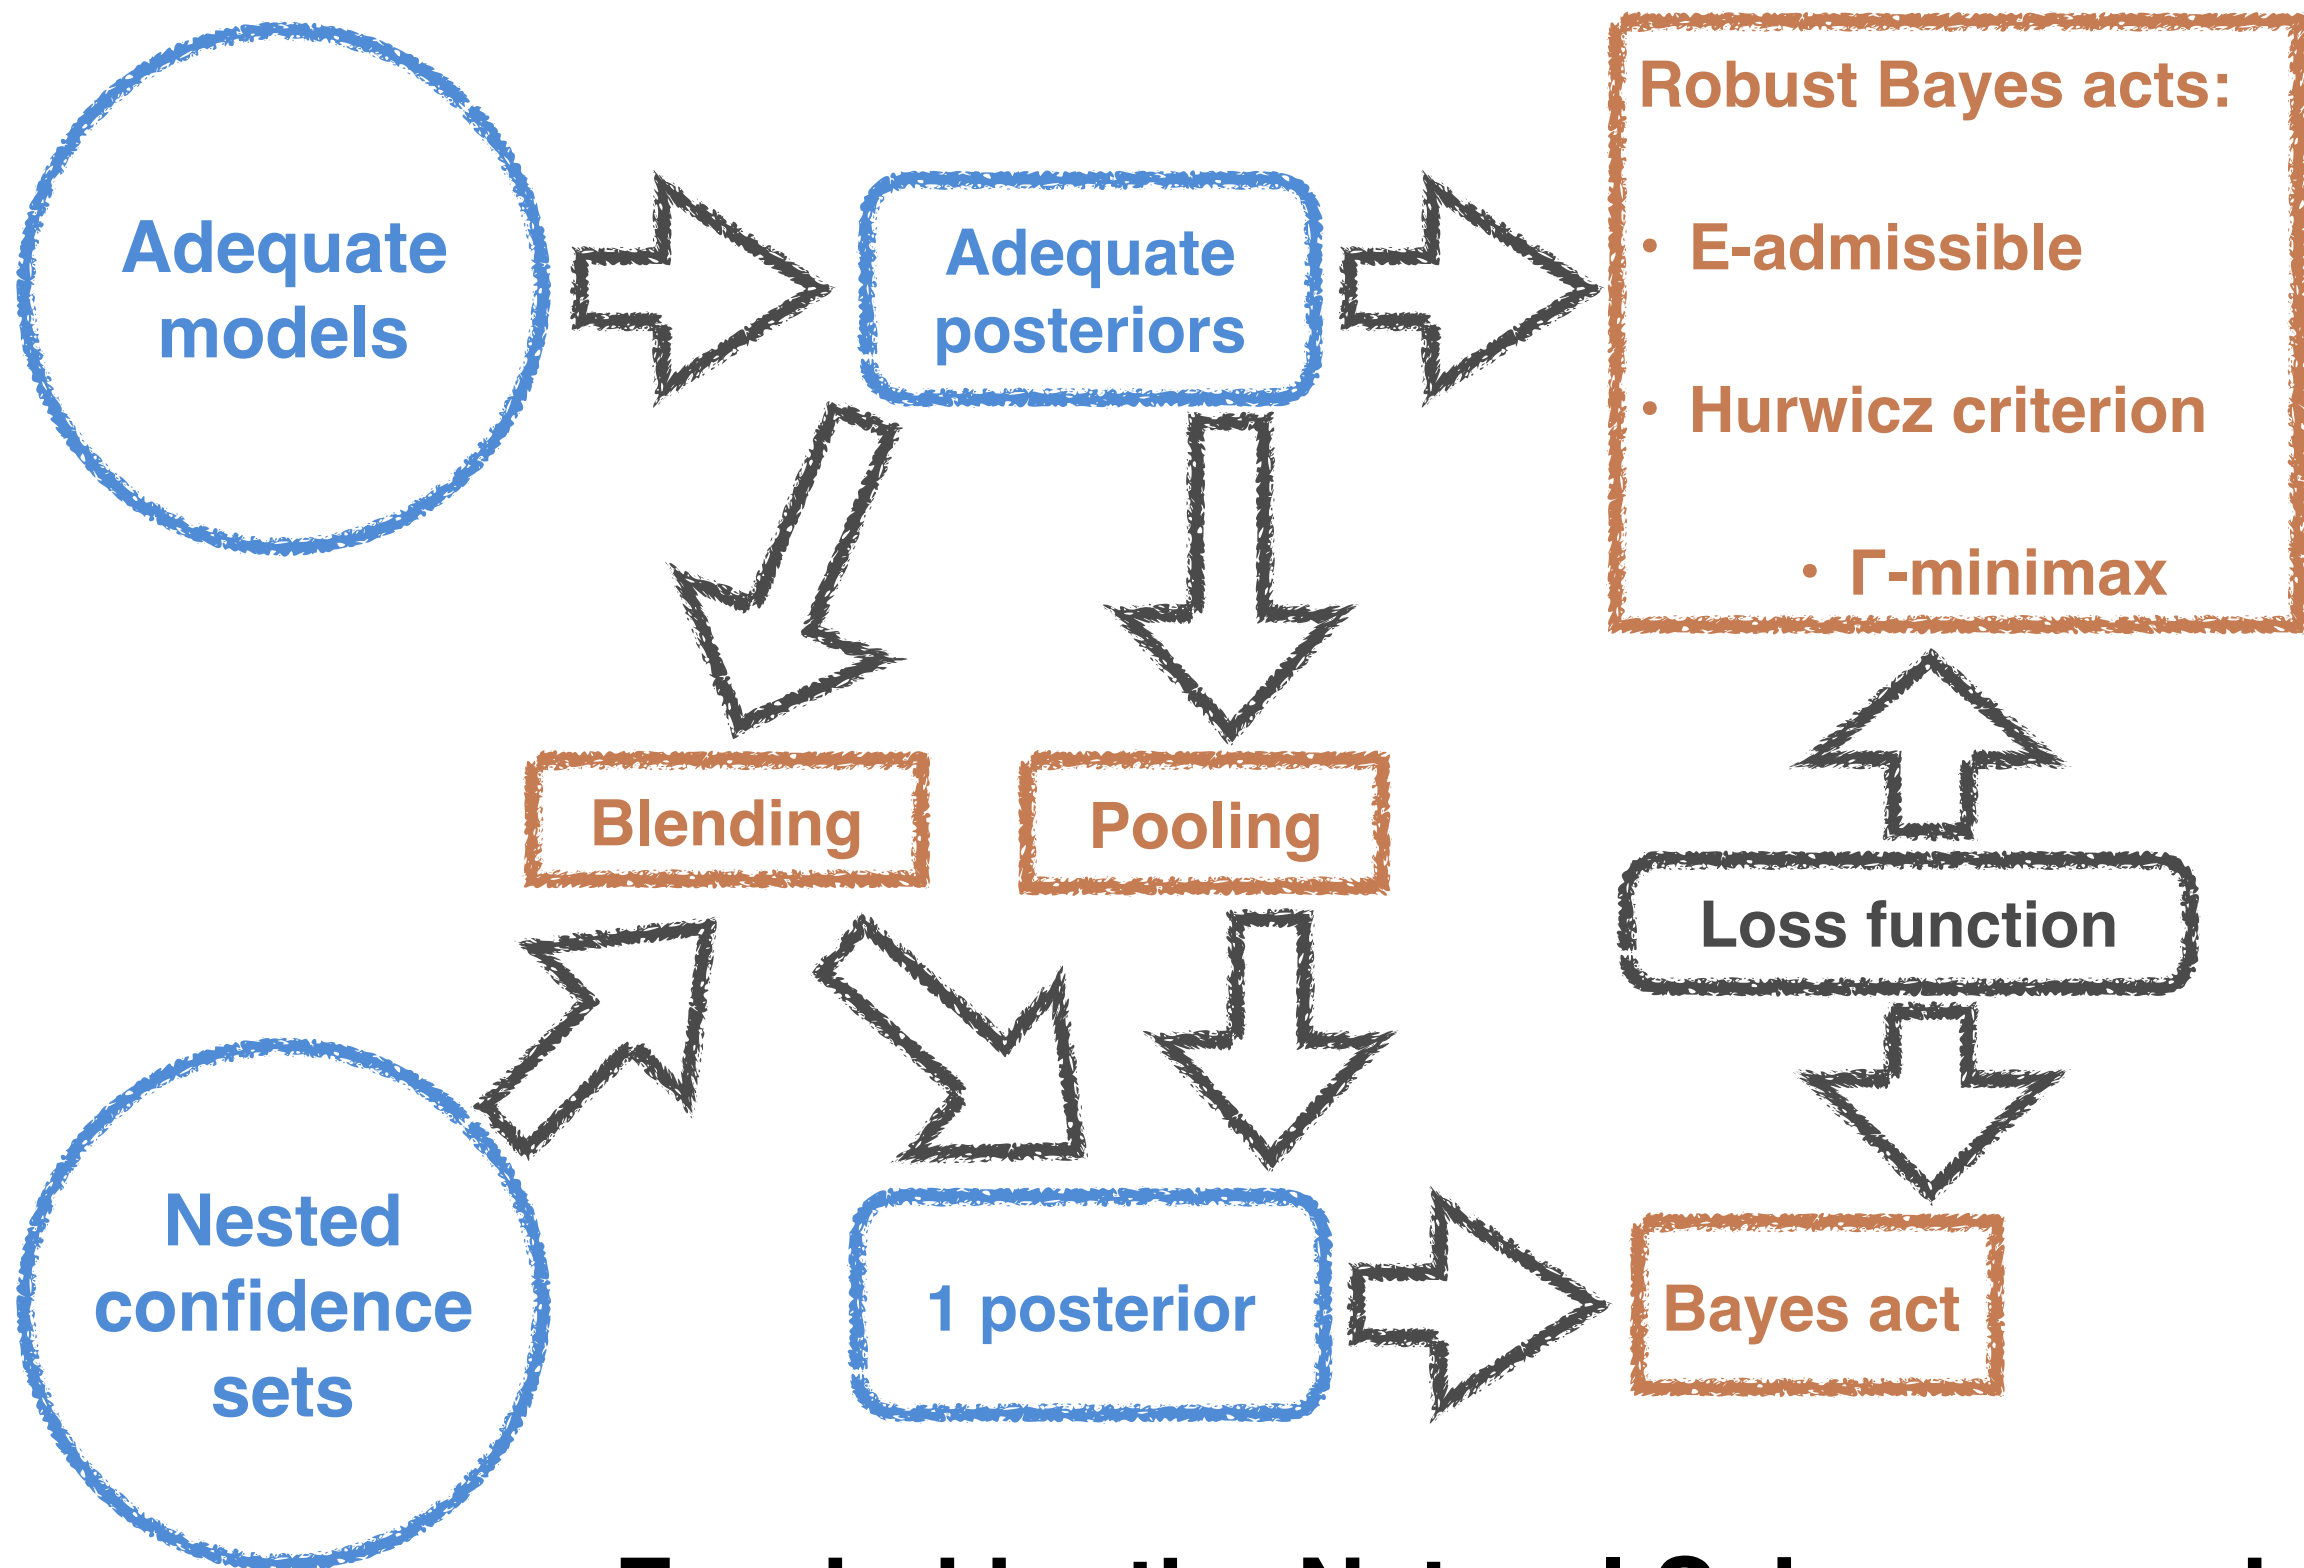 Adequate
models
Adequate
posteriors
Robust Bayes acts:
• E-admissible
• Hurwicz criterion
• Γ-minimax
Blending
Pooling
Loss function
Nested
confidence
sets
1 posterior
Bayes act